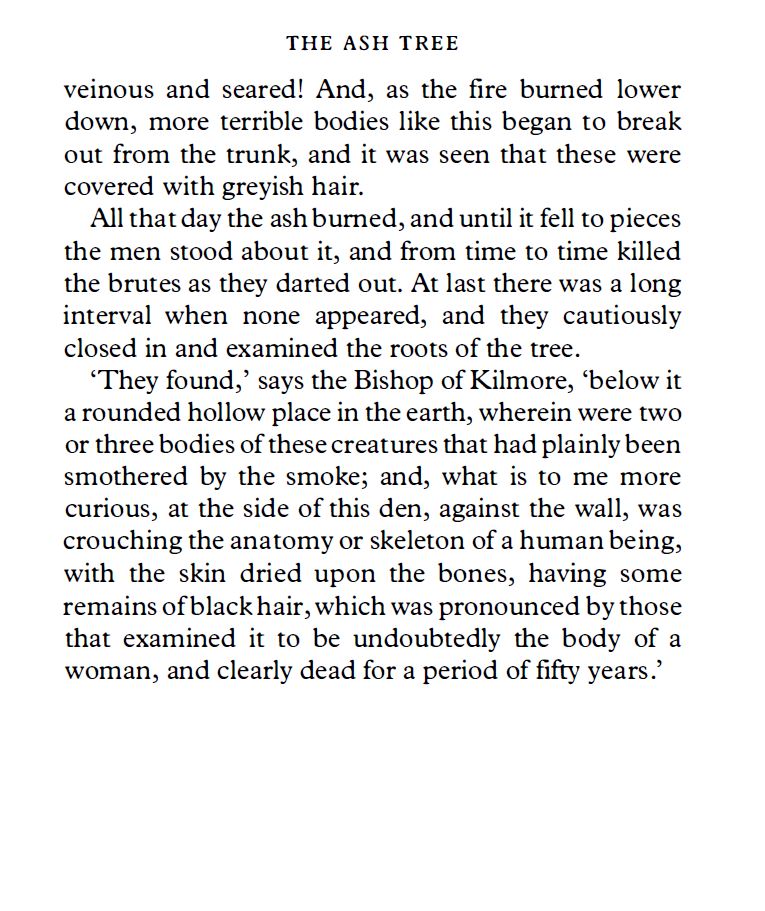 THE ASH TREE
veinous and seared! And, as the fire burned lower
down, more terrible bodies like this began to break
out from the trunk, and it was seen that these were
covered with greyish hair.
All that day the ash burned, and until it fell to pieces
the men stood about it, and from time to time killed
the brutes as they darted out. At last there was a long
interval when none appeared, and they cautiously
closed in and examined the roots of the tree.
‘They found,’ says the Bishop of Kilmore, ‘below it
a rounded hollow place in the earth, wherein were two
or three bodies of these creatures that had plainly been
smothered by the smoke; and, what is to me more
curious, at the side of this den, against the wall, was
crouching the anatomy or skeleton of a human being,
with the skin dried upon the bones, having some
remains of black hair, which was pronounced by those
that examined it to be undoubtedly the body of a
woman, and clearly dead for a period of fifty years.’